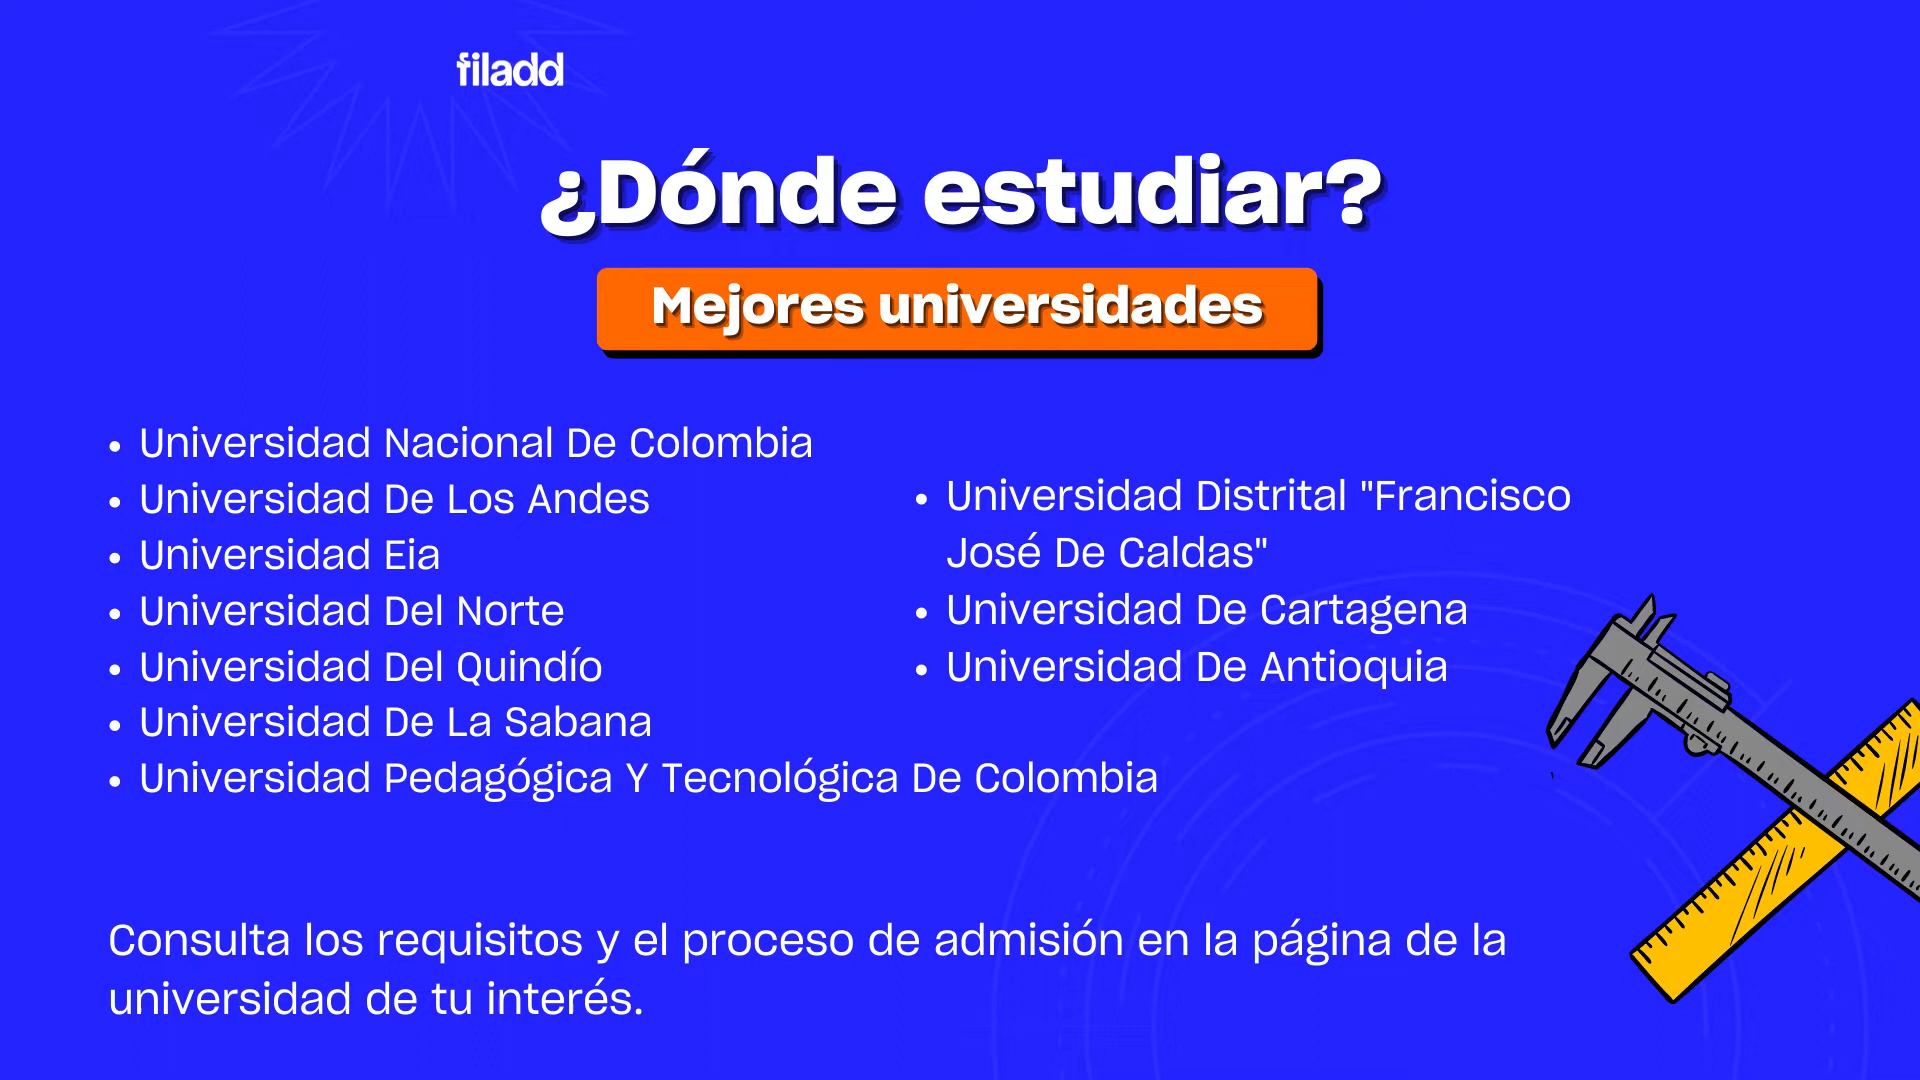 filadd
¿Dónde estudiar?
Mejores universidades
• Universidad Nacional De Colombia
• Universidad De Los Andes
• Universidad Eia
• Universidad Del Norte
• Universidad Del Quindío
• Universidad De La Sabana
• Universidad Pedagógica Y Tecnológica De Colombia
• Universidad Distrital "Francisco
José De Caldas"
• Universidad De Cartagena
• Universidad De Antioquia
Consulta los requisitos y el proceso de admisión en la página de la
universidad de tu interés.